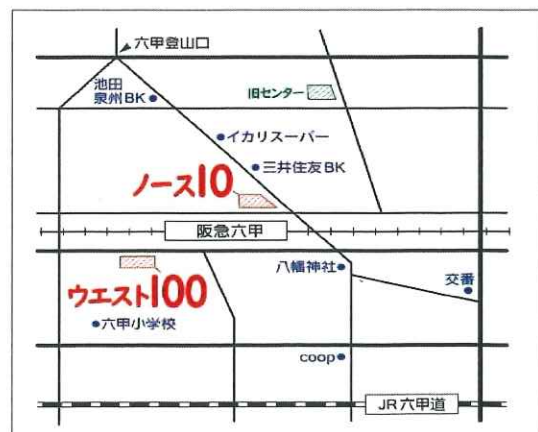 六甲登山口
池田
泉州BK
旧センター
イカリスーパー
三井住友BK
ノース10
阪急六甲
八幡神社
交番
ウエスト100
六甲小学校
coop
JR六甲道